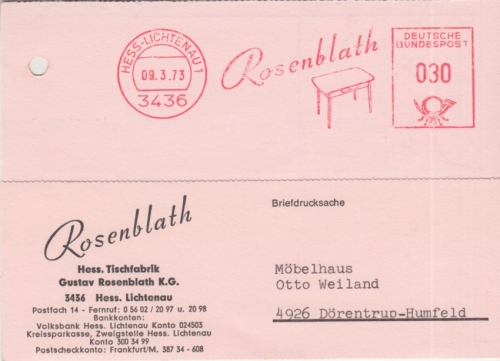 HESS-LICHTENAU 1
09.3.73
3436
Rosenblath
DEUTSCHE
BUNDESPOST
030
Rosenblath
Hess. Tischfabrik
Gustav Rosenblath K.G.
3436 Hess. Lichtenau
Postfach 14 - Fernruf: 0 56 02 / 20 97 u. 20 98
Bankkonten:
Volksbank Hess. Lichtenau Konto 024503
Kreissparkasse, Zweigstelle Hess. Lichtenau
Konto 300 34 99
Postscheckkonto: Frankfurt/M. 387 34 - 608
Briefdrucksache
Möbelhaus
Otto Weiland
4926 Dörentrup-Humfeld